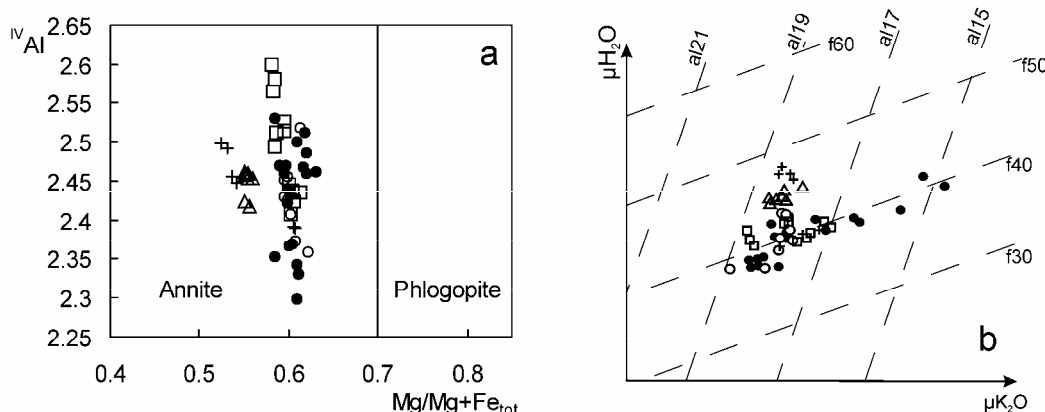 2.65
ᴵⱽAl
a
2.6
2.55
2.5
2.45
2.4
2.35
2.3
2.25
Annite
Phlogopite
0.4
0.5
0.6
0.7
0.8
Mg/Mg+Fe_tot
μH₂O
al21
al19
f60
al17
al15
f50
f40
f30
b
μK₂O